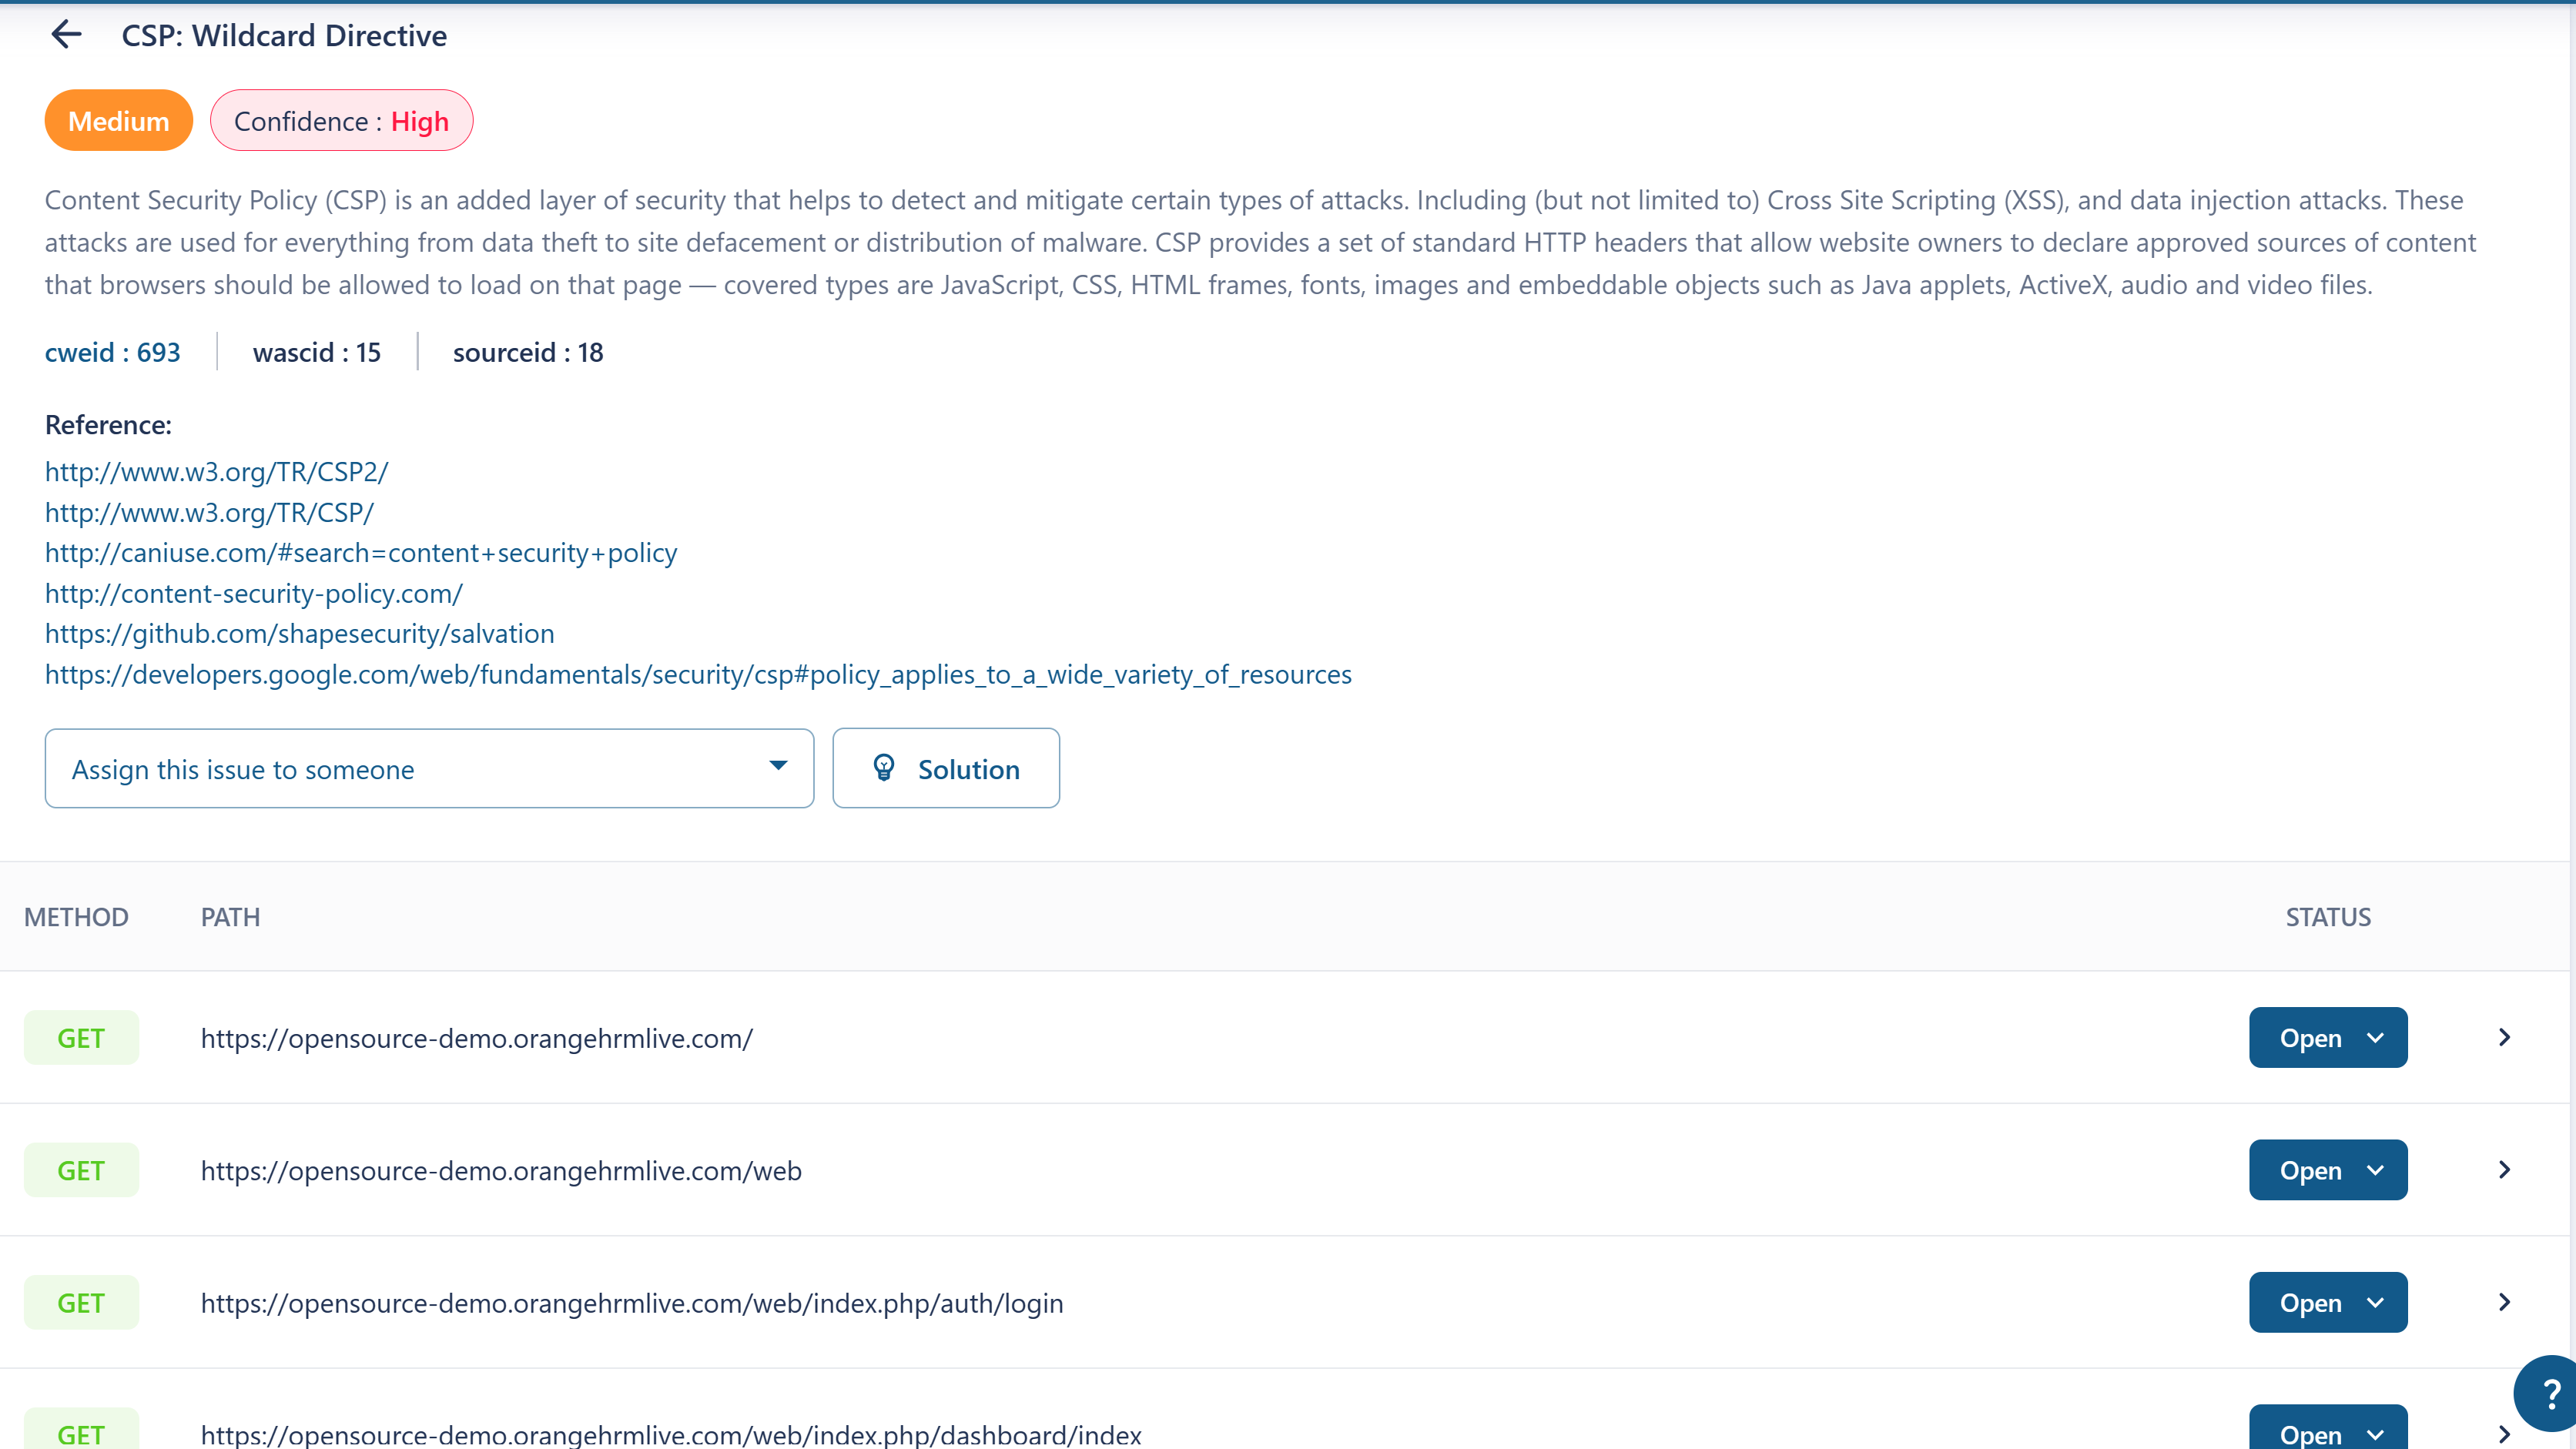 CSP: Wildcard Directive
Medium
Confidence : High
Content Security Policy (CSP) is an added layer of security that helps to detect and mitigate certain types of attacks. Including (but not limited to) Cross Site Scripting (XSS), and data injection attacks. These
attacks are used for everything from data theft to site defacement or distribution of malware. CSP provides a set of standard HTTP headers that allow website owners to declare approved sources of content
that browsers should be allowed to load on that page — covered types are JavaScript, CSS, HTML frames, fonts, images and embeddable objects such as Java applets, ActiveX, audio and video files.
cweid : 693 wascid : 15 sourceid : 18
Reference:
http://www.w3.org/TR/CSP2/
http://www.w3.org/TR/CSP/
http://caniuse.com/#search=content+security+policy
http://content-security-policy.com/
https://github.com/shapesecurity/salvation
https://developers.google.com/web/fundamentals/security/csp#policy_applies_to_a_wide_variety_of_resources
Assign this issue to someone
Solution
METHOD PATH STATUS
GET https://opensource-demo.orangehrmlive.com/ Open
GET https://opensource-demo.orangehrmlive.com/web Open
GET https://opensource-demo.orangehrmlive.com/web/index.php/auth/login Open
?
GET https://opensource-demo.orangehrmlive.com/web/index.php/dashboard/index Open